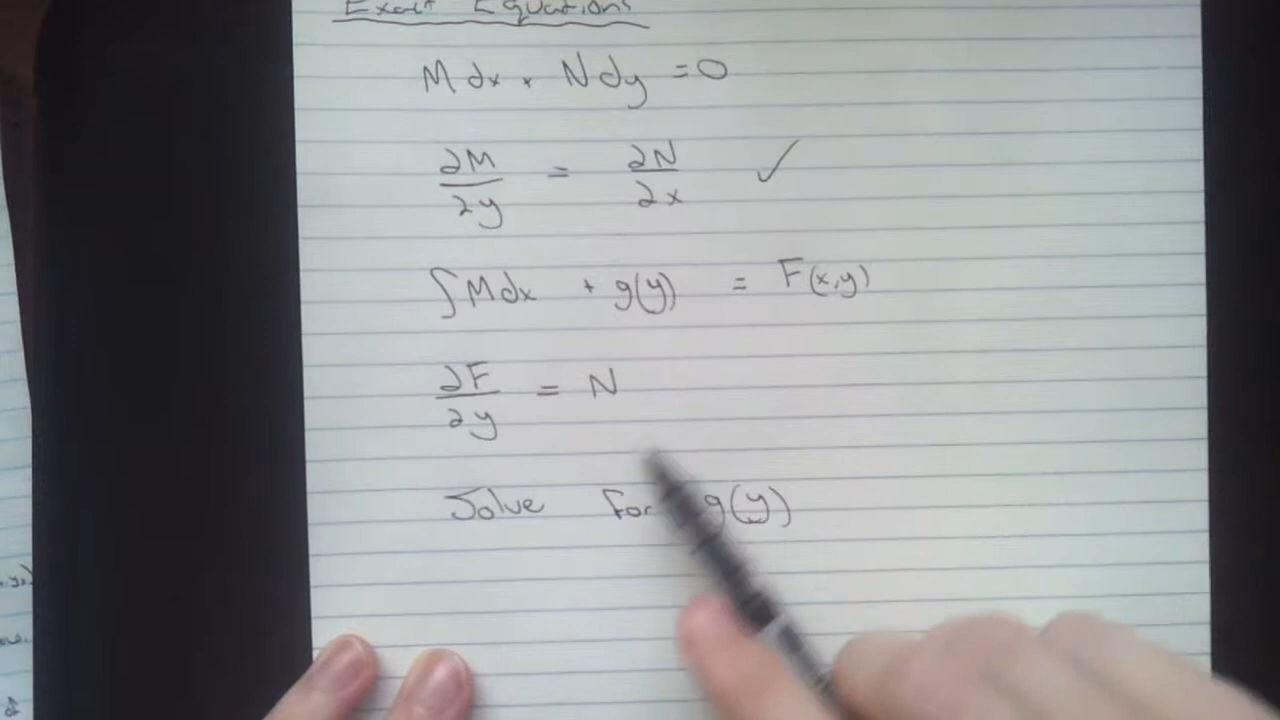 Exact Equations
M dx + N dy = 0
∂M/∂y = ∂N/∂x ✓
∫ M dx + g(y) = F(x,y)
∂F/∂y = N
Solve for g(y)